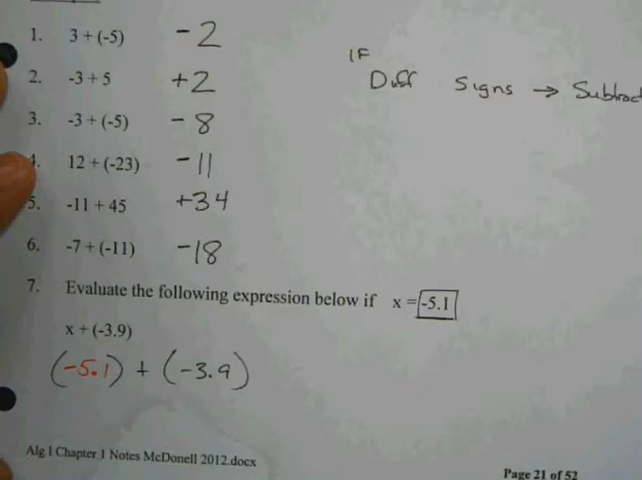 1. 3 + (-5) -2
IF
2. -3 + 5 +2
Diff Signs → Subtract
3. -3 + (-5) -8
4. 12 + (-23) -11
5. -11 + 45 +34
6. -7 + (-11) -18
7. Evaluate the following expression below if x = -5.1
x + (-3.9)
(-5.1) + (-3.9)
Alg I Chapter 1 Notes McDonell 2012.docx
Page 21 of 52